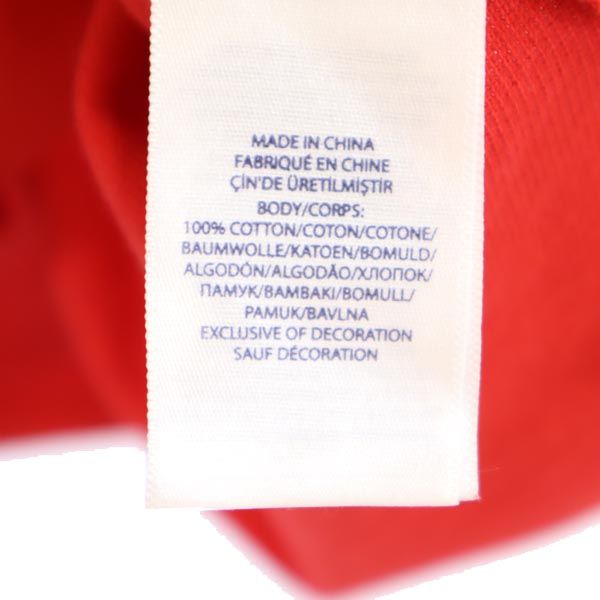 MADE IN CHINA
FABRIQUÉ EN CHINE
ÇİN'DE ÜRETİLMİŞTİR
BODY/CORPS:
100% COTTON/COTON/COTONE/
BAUMWOLLE/KATOEN/BOMULD/
ALGODÓN/ALGODÃO/ХЛОПОК/
ПАМУК/BAMBAKI/BOMULL/
PAMUK/BAVLNA
EXCLUSIVE OF DECORATION
SAUF DÉCORATION